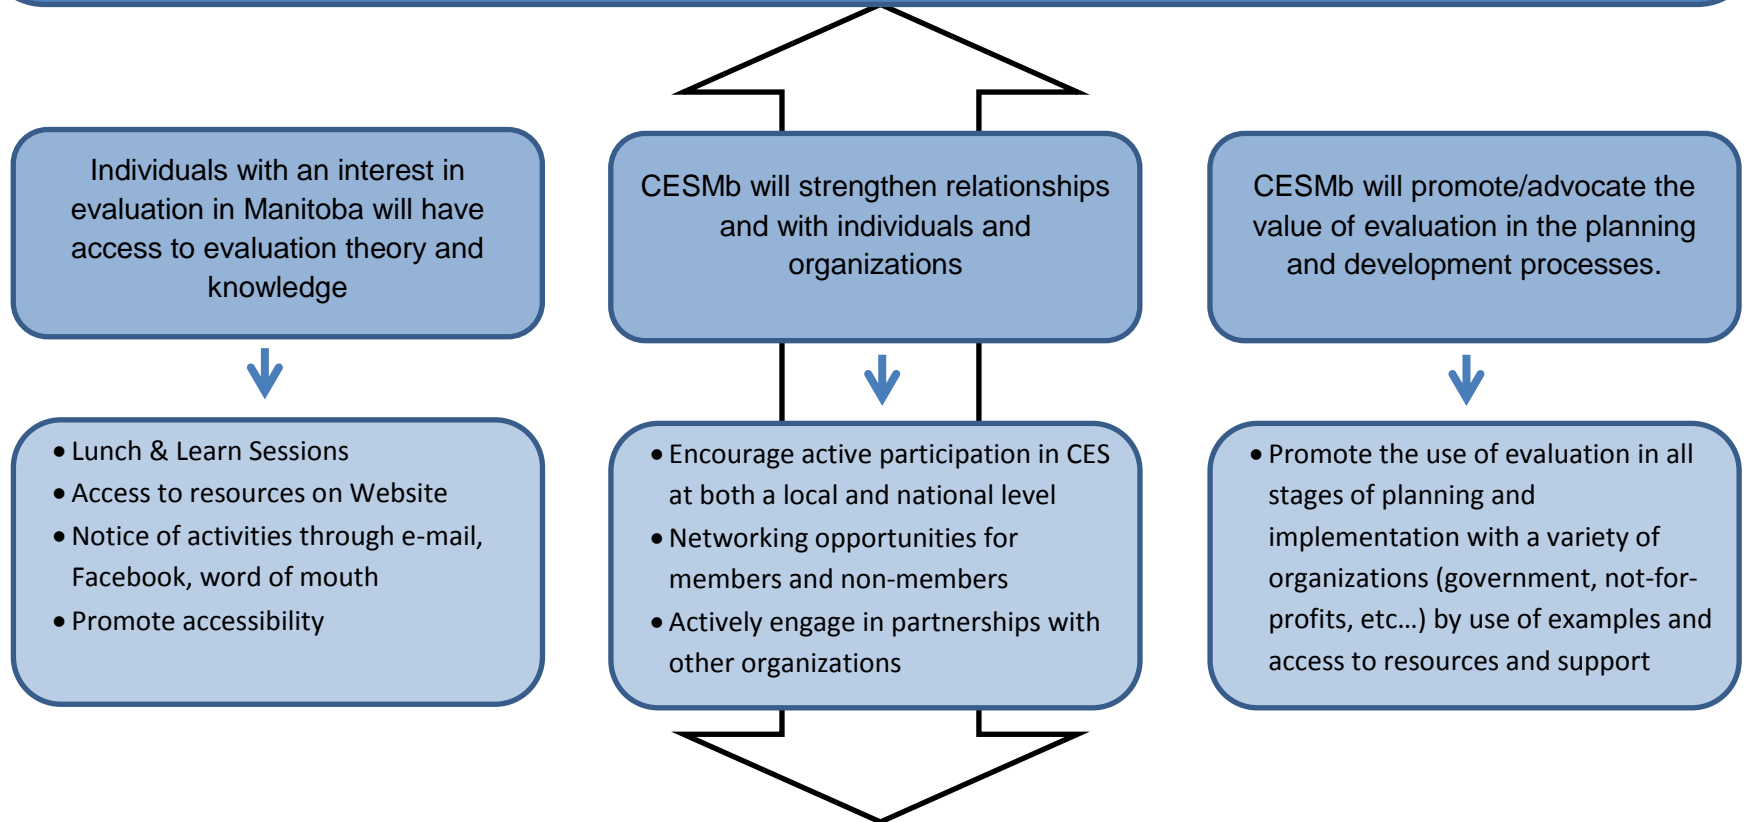 Individuals with an interest in
evaluation in Manitoba will have
access to evaluation theory and
knowledge
CESMb will strengthen relationships
and with individuals and
organizations
CESMb will promote/advocate the
value of evaluation in the planning
and development processes.
• Lunch & Learn Sessions
• Access to resources on Website
• Notice of activities through e-mail,
Facebook, word of mouth
• Promote accessibility
• Encourage active participation in CES
at both a local and national level
• Networking opportunities for
members and non-members
• Actively engage in partnerships with
other organizations
• Promote the use of evaluation in all
stages of planning and
implementation with a variety of
organizations (government, not-for-
profits, etc…) by use of examples and
access to resources and support